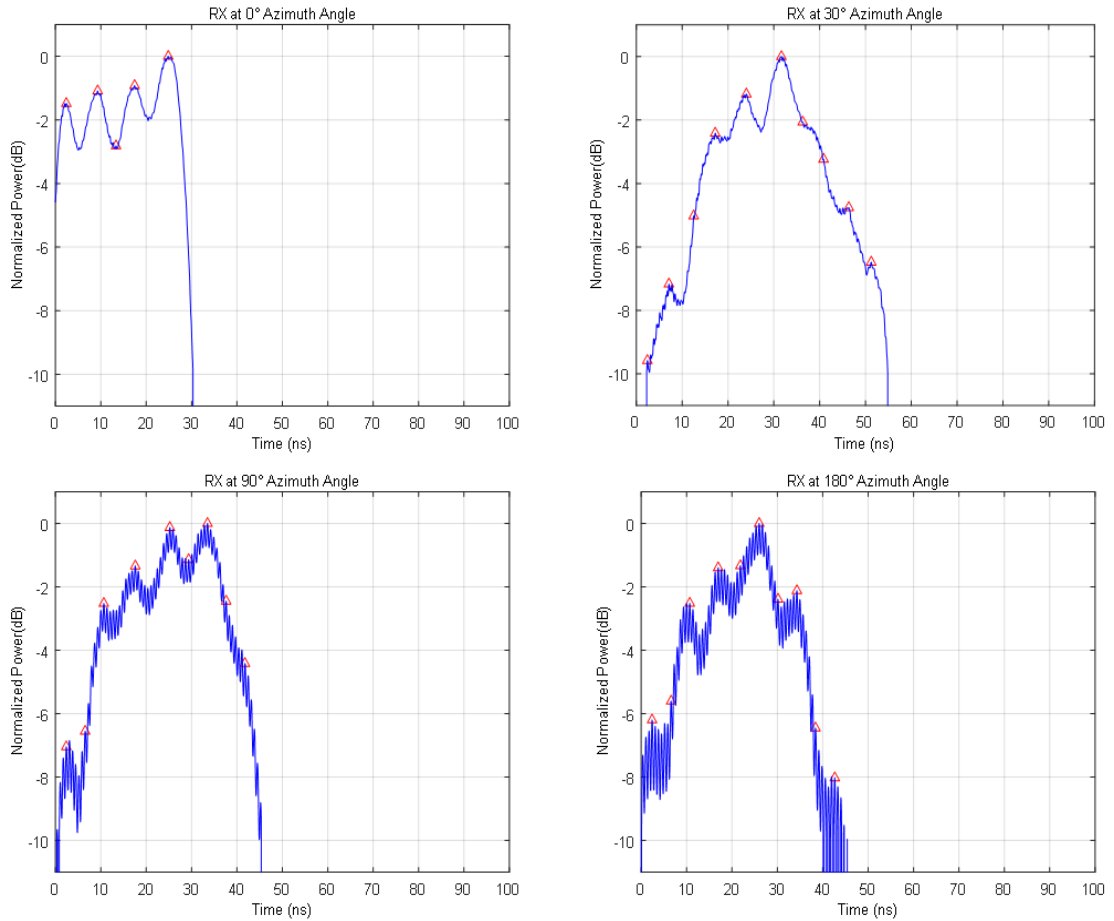 RX at 0° Azimuth Angle
0
-2
-4
-6
-8
-10
Normalized Power(dB)
0 10 20 30 40 50 60 70 80 90 100
Time (ns)
RX at 30° Azimuth Angle
0
-2
-4
-6
-8
-10
Normalized Power(dB)
0 10 20 30 40 50 60 70 80 90 100
Time (ns)
RX at 90° Azimuth Angle
0
-2
-4
-6
-8
-10
Normalized Power(dB)
0 10 20 30 40 50 60 70 80 90 100
Time (ns)
RX at 180° Azimuth Angle
0
-2
-4
-6
-8
-10
Normalized Power(dB)
0 10 20 30 40 50 60 70 80 90 100
Time (ns)